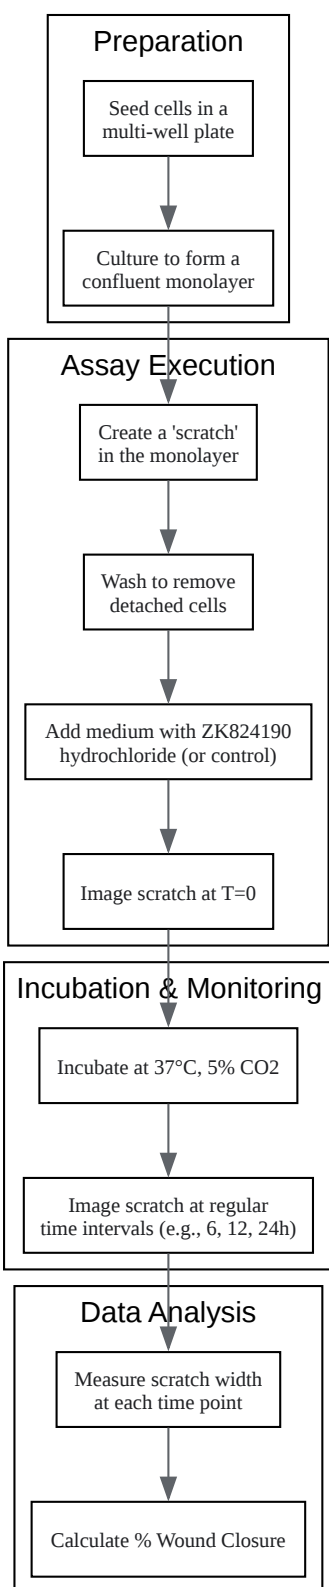 Preparation
Seed cells in a
multi-well plate
Culture to form a
confluent monolayer
Assay Execution
Create a 'scratch'
in the monolayer
Wash to remove
detached cells
Add medium with ZK824190
hydrochloride (or control)
Image scratch at T=0
Incubation & Monitoring
Incubate at 37°C, 5% CO2
Image scratch at regular
time intervals (e.g., 6, 12, 24h)
Data Analysis
Measure scratch width
at each time point
Calculate % Wound Closure